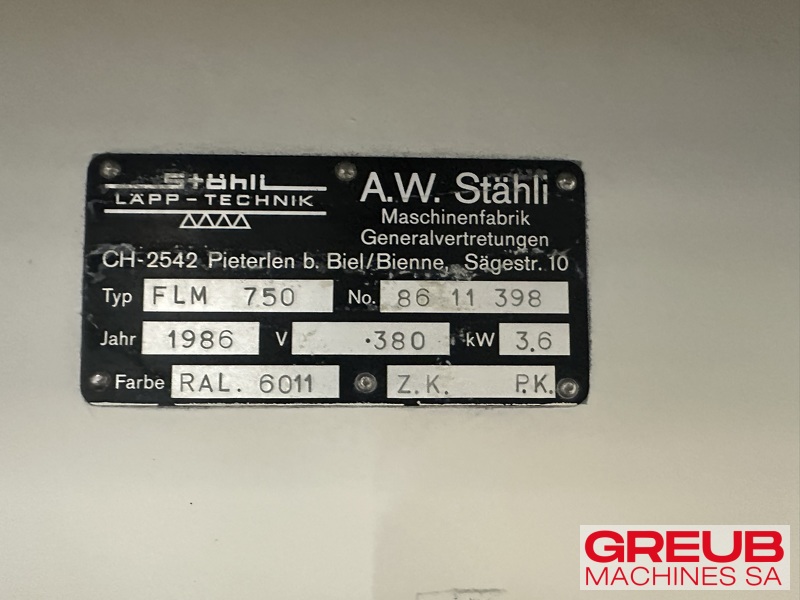 Stähli
LÄPP-TECHNIK
A.W. Stähli
Maschinenfabrik
Generalvertretungen
CH-2542 Pieterlen b. Biel/Bienne, Sägestr. 10
Typ FLM 750 No. 86 11 398
Jahr 1986 V ·380 kW 3.6
Farbe RAL. 6011 Z.K. P.K.
GREUB
MACHINES SA